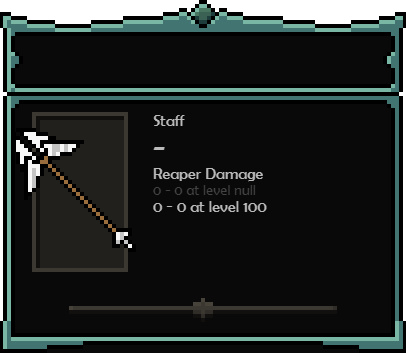 Staff
–
Reaper Damage
0 - 0 at level null
0 - 0 at level 100